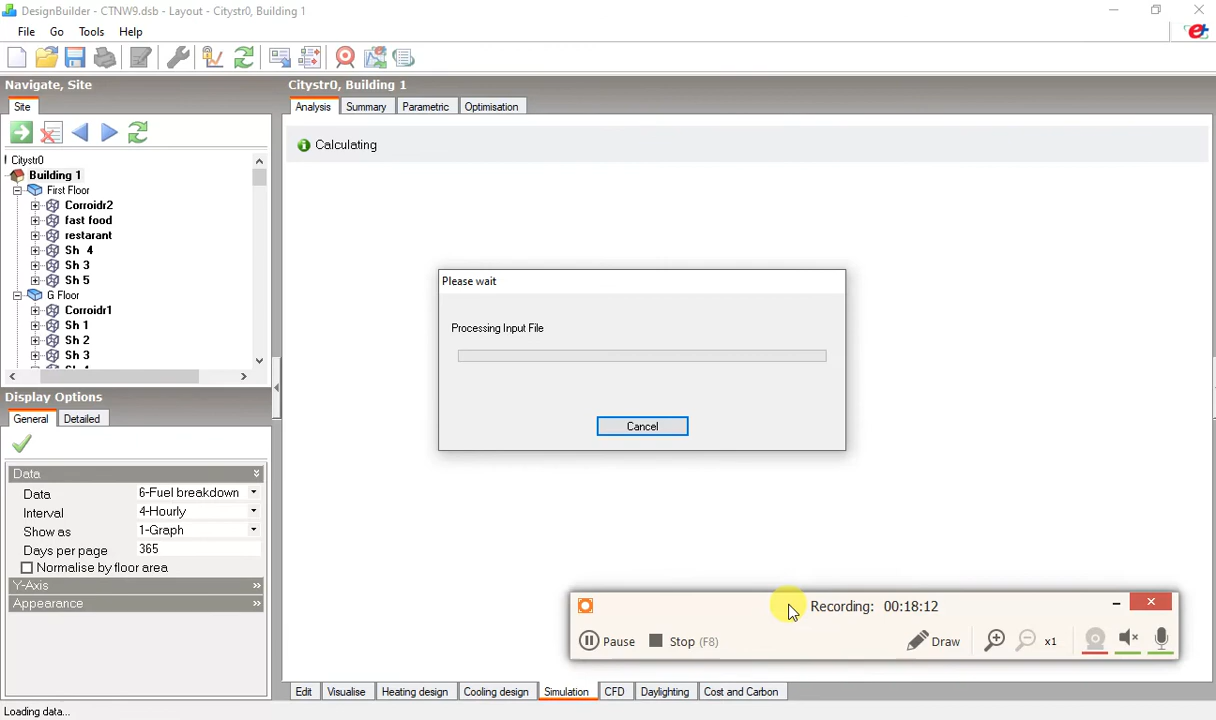 DesignBuilder - CTNW9.dsb - Layout - Citystr0, Building 1
File Go Tools Help
Navigate, Site
Site
Citystr0
Building 1
First Floor
Corroidr2
fast food
restarant
Sh 4
Sh 3
Sh 5
G Floor
Corroidr1
Sh 1
Sh 2
Sh 3
Display Options
General Detailed
Data
Data 6-Fuel breakdown
Interval 4-Hourly
Show as 1-Graph
Days per page 365
Normalise by floor area
Y-Axis
Appearance
Citystr0, Building 1
Analysis Summary Parametric Optimisation
Calculating
Please wait
Processing Input File
Cancel
Recording: 00:18:12
Pause Stop (F8) Draw x1
Edit Visualise Heating design Cooling design Simulation CFD Daylighting Cost and Carbon
Loading data...